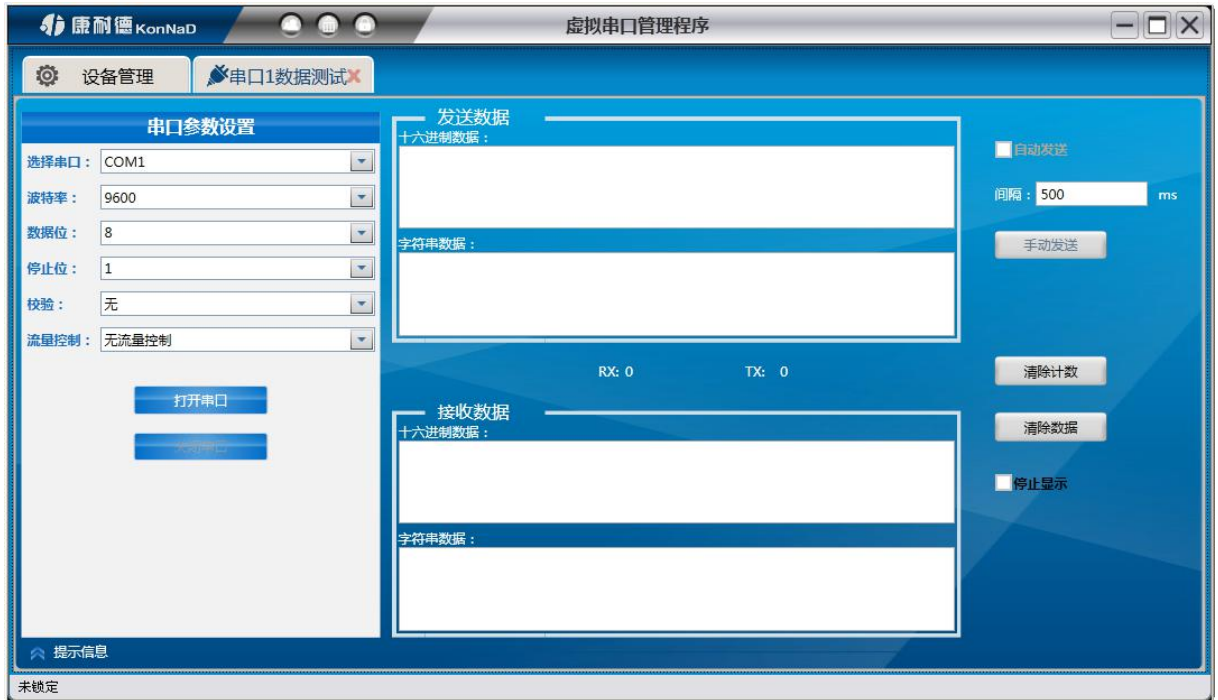 康耐德 KonNaD
虚拟串口管理程序
设备管理
串口1数据测试
串口参数设置
选择串口： COM1
波特率： 9600
数据位： 8
停止位： 1
校验： 无
流量控制： 无流量控制
打开串口
关闭串口
发送数据
十六进制数据：
字符串数据：
RX: 0 TX: 0
接收数据
十六进制数据：
字符串数据：
自动发送
间隔： 500 ms
手动发送
清除计数
清除数据
停止显示
提示信息
未锁定